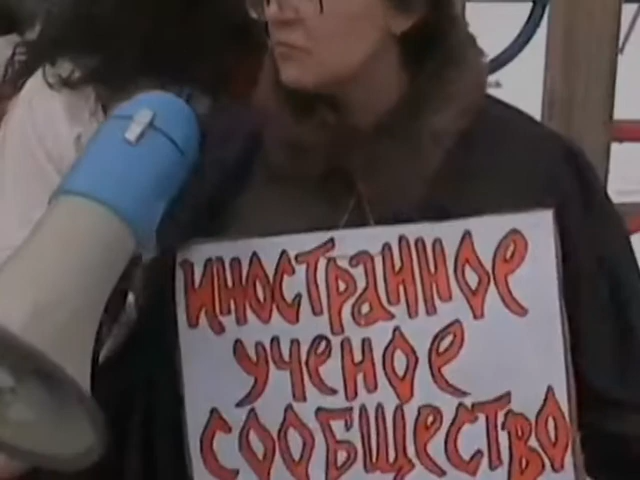 иностранное
ученое
сообщество